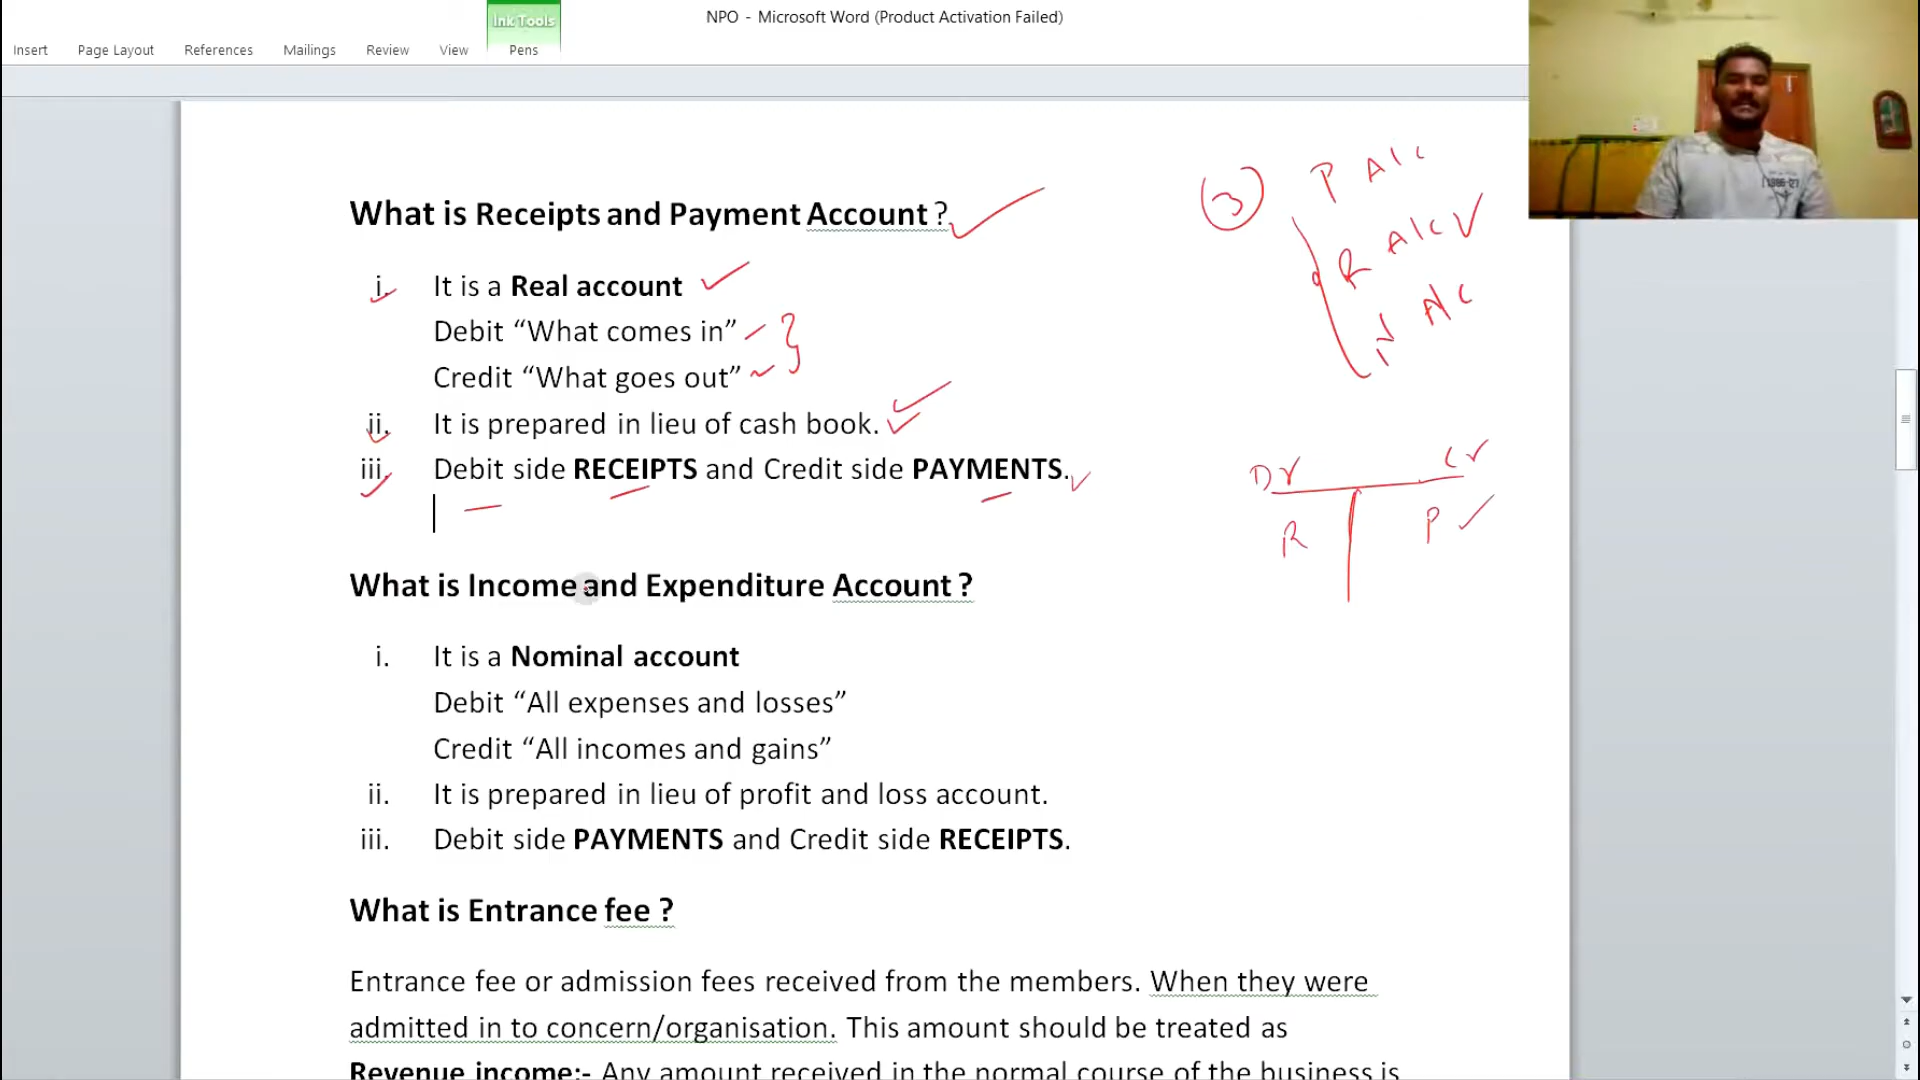 Ink Tools
NPO - Microsoft Word (Product Activation Failed)
Insert Page Layout References Mailings Review View Pens
What is Receipts and Payment Account ?
i. It is a Real account
Debit “What comes in”
Credit “What goes out”
ii. It is prepared in lieu of cash book.
iii. Debit side RECEIPTS and Credit side PAYMENTS.
3 P A/c
R A/c
N A/c
Dr Cr
R P
What is Income and Expenditure Account ?
i. It is a Nominal account
Debit “All expenses and losses”
Credit “All incomes and gains”
ii. It is prepared in lieu of profit and loss account.
iii. Debit side PAYMENTS and Credit side RECEIPTS.
What is Entrance fee ?
Entrance fee or admission fees received from the members. When they were
admitted in to concern/organisation. This amount should be treated as
Revenue income:- Any amount received in the normal course of the business is